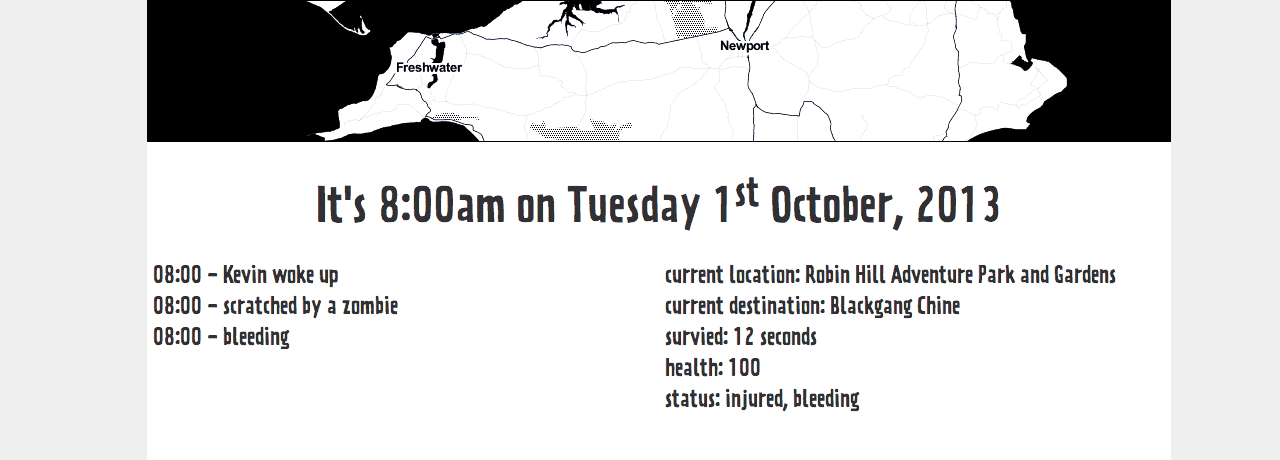 Newport
Freshwater
It's 8:00am on Tuesday 1st October, 2013
08:00 – Kevin woke up
08:00 – scratched by a zombie
08:00 – bleeding
current location: Robin Hill Adventure Park and Gardens
current destination: Blackgang Chine
survied: 12 seconds
health: 100
status: injured, bleeding